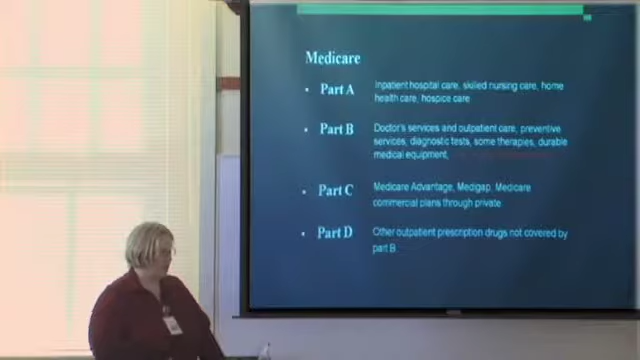 Medicare
• Part A
Inpatient hospital care, skilled nursing care, home
health care, hospice care
• Part B
Doctor's services and outpatient care, preventive
services, diagnostic tests, some therapies, durable
medical equipment,
• Part C
Medicare Advantage, Medigap, Medicare
commercial plans through private
• Part D
Other outpatient prescription drugs not covered by
part B